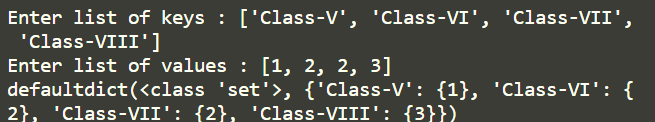 Enter list of keys : ['Class-V', 'Class-VI', 'Class-VII',
'Class-VIII']
Enter list of values : [1, 2, 2, 3]
defaultdict(<class 'set'>, {'Class-V': {1}, 'Class-VI': {
2}, 'Class-VII': {2}, 'Class-VIII': {3}})